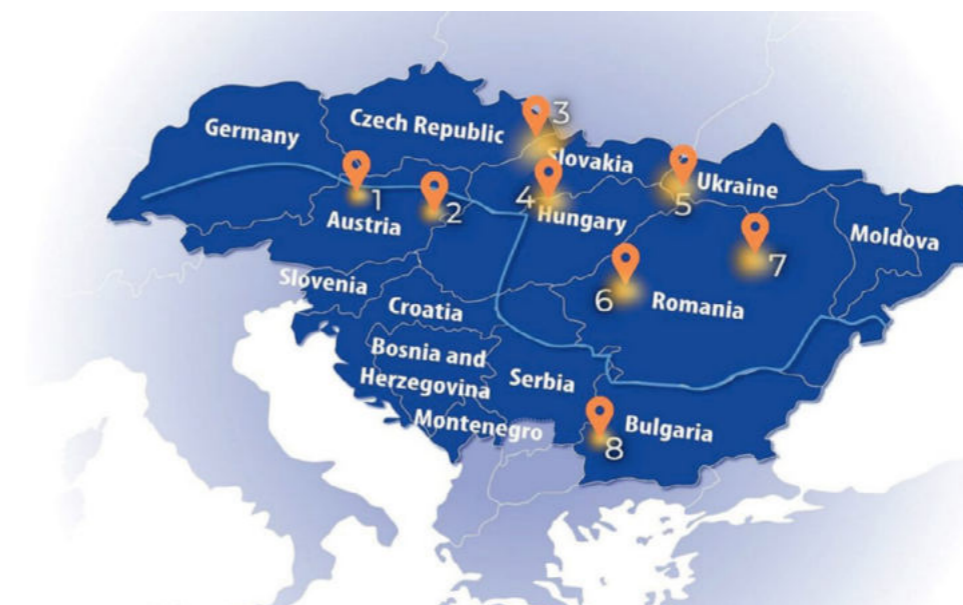 Germany
Czech Republic
3
Slovakia
1
2
4
Hungary
5
Ukraine
Austria
Moldova
7
Slovenia
Croatia
6
Romania
Bosnia and
Herzegovina
Serbia
Montenegro
Bulgaria
8